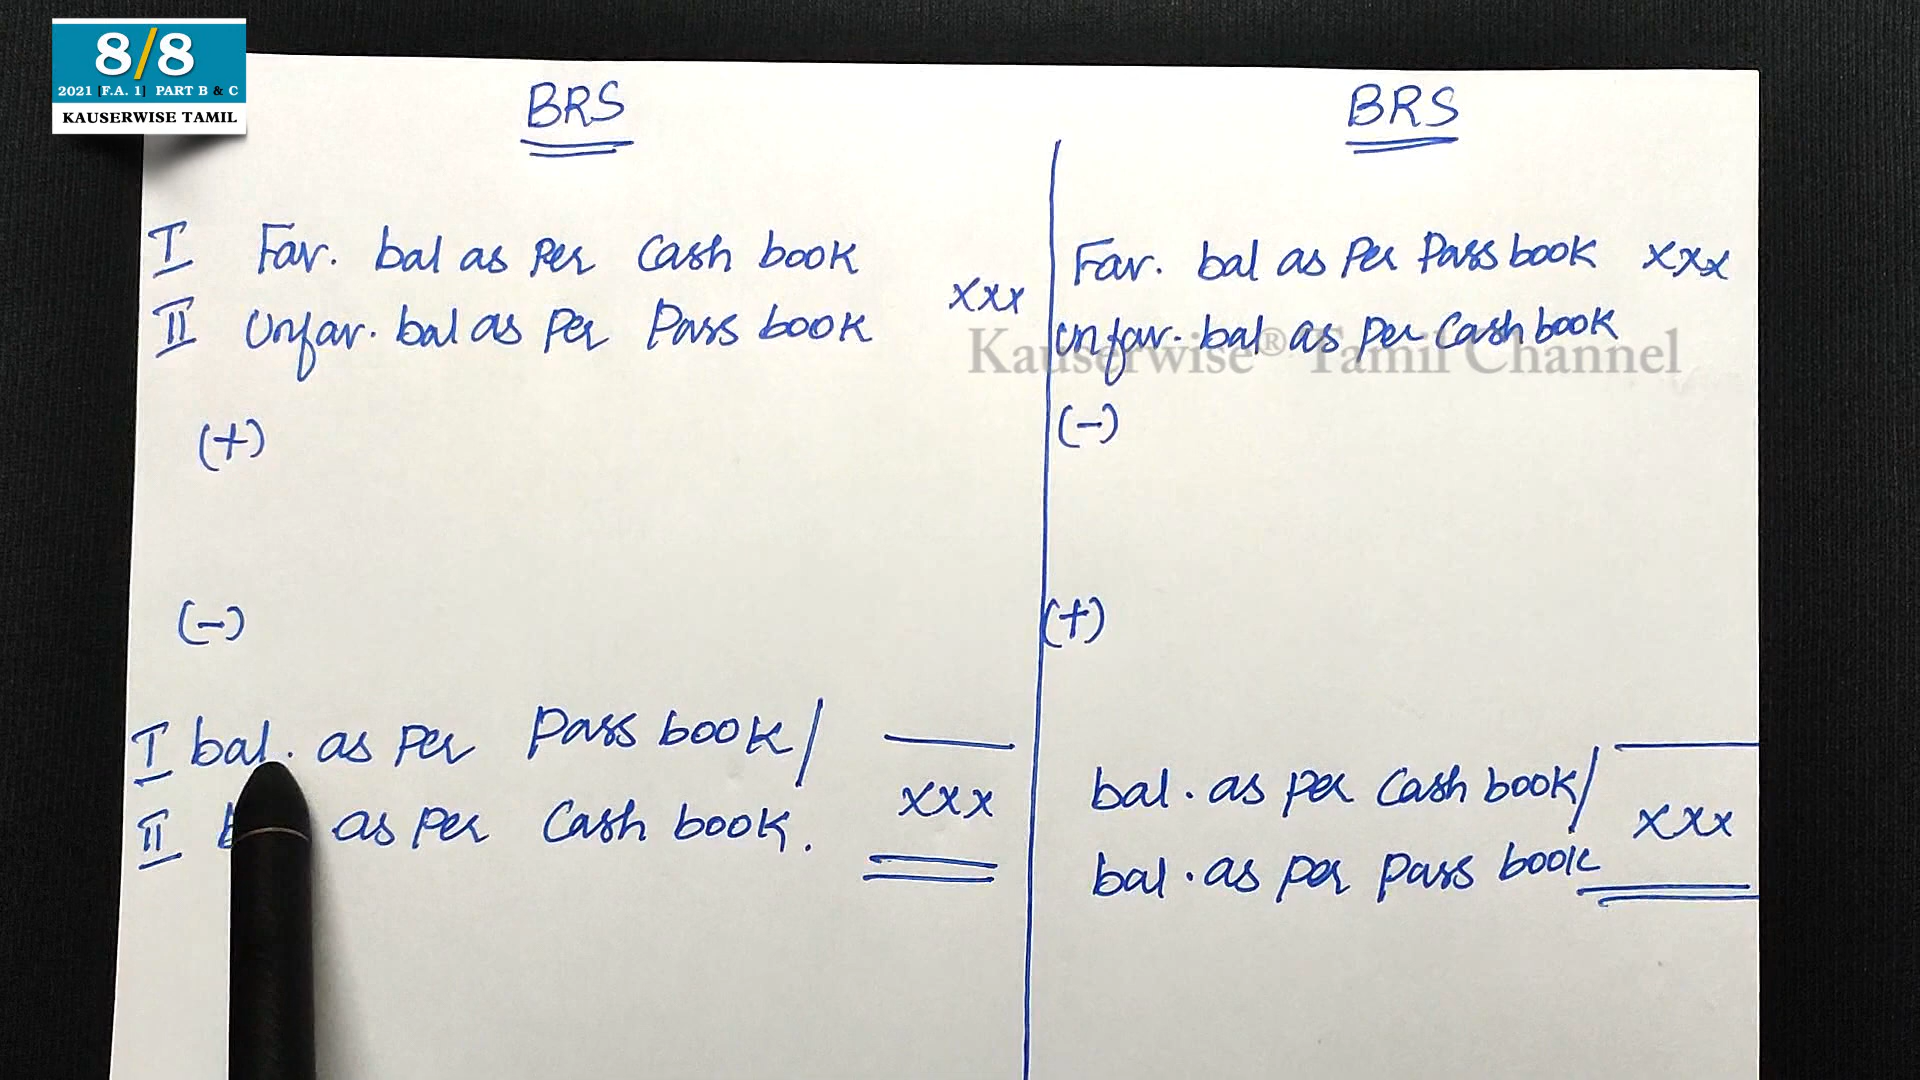 8/8
2021 [F.A. 1] PART B & C
KAUSERWISE TAMIL
BRS
I Fav. bal as Per Cash book
II Unfav. bal as Per Pass book xxx
(+)
(-)
I bal. as Per Pass book/
II as Per Cash book. xxx
BRS
Fav. bal as Per Pass book xxx
Unfav. bal as per Cash book
Kauserwise® Tamil Channel
(-)
(+)
bal. as per Cash book/
xxx
bal. as per Pass book